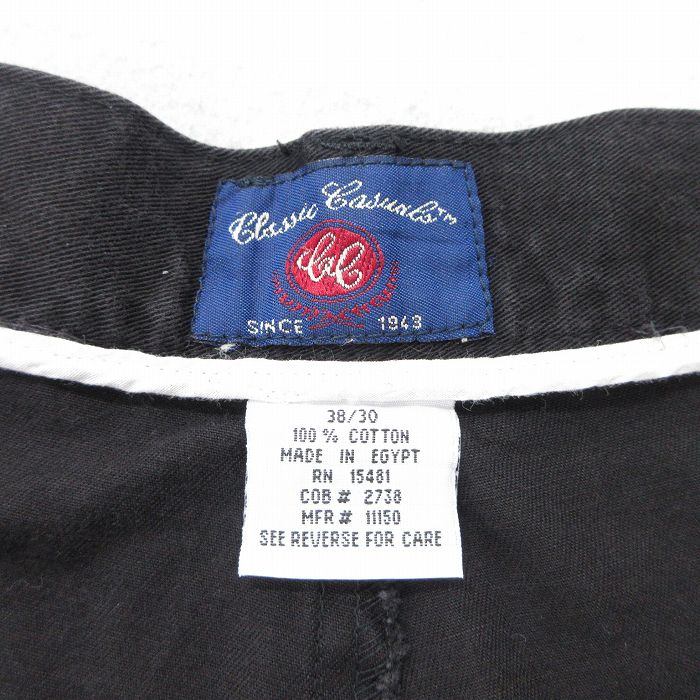 Classic Casuals™
CC
SINCE 1943
38/30
100% COTTON
MADE IN EGYPT
RN 15481
COB # 2738
MFR # 11150
SEE REVERSE FOR CARE